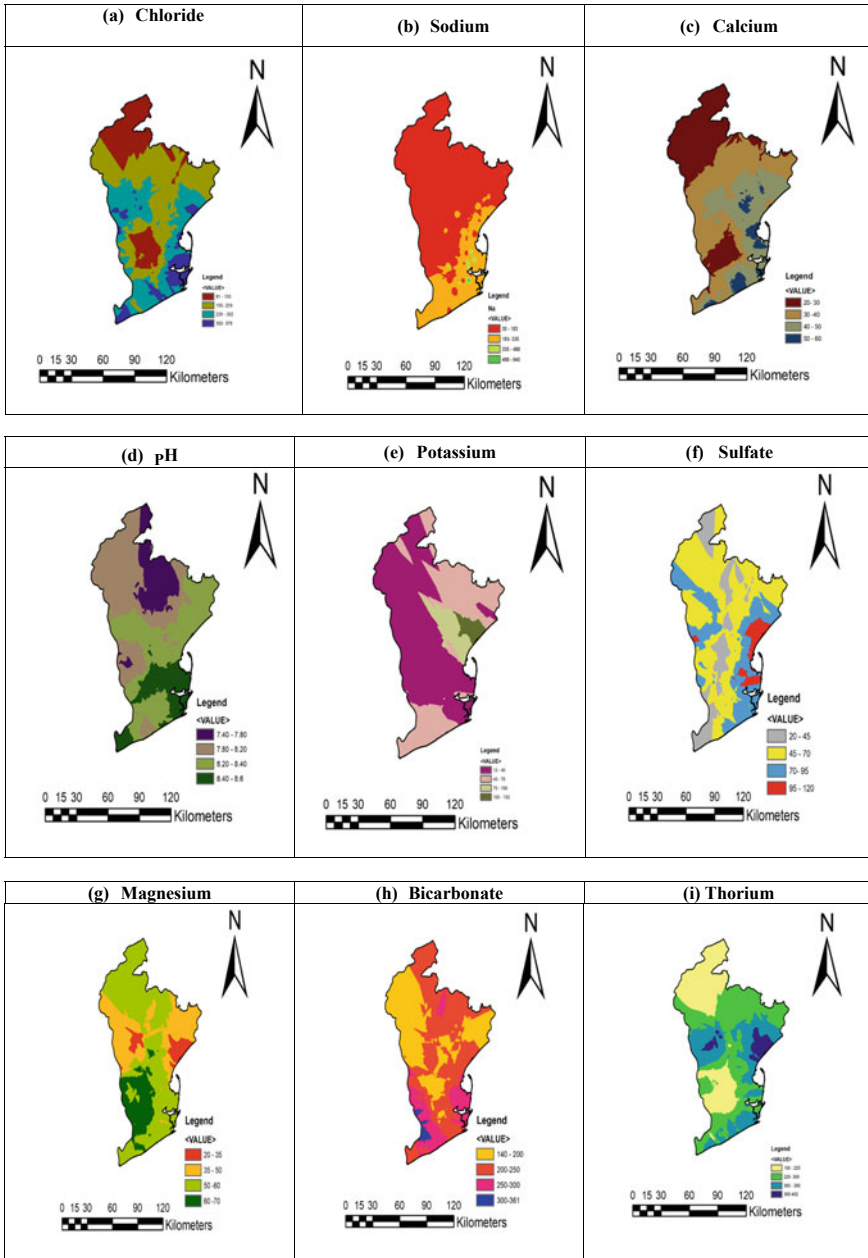 (a) Chloride
(b) Sodium
(c) Calcium
N
N
N
Legend
<VALUE>
0 15 30 60 90 120
Kilometers
Legend
Na
<VALUE>
0 15 30 60 90 120
Kilometers
Legend
<VALUE>
20- 30
30 - 40
40 - 50
50 - 60
0 15 30 60 90 120
Kilometers
(d) PH
(e) Potassium
(f) Sulfate
N
N
N
Legend
<VALUE>
7.40 - 7.80
7.80 - 8.20
8.20 - 8.40
8.40 - 8.6
0 15 30 60 90 120
Kilometers
Legend
<VALUE>
0 15 30 60 90 120
Kilometers
Legend
<VALUE>
20 - 45
45 - 70
70- 95
95 - 120
0 15 30 60 90 120
Kilometers
(g) Magnesium
(h) Bicarbonate
(i) Thorium
N
N
N
Legend
<VALUE>
20 - 35
35 - 50
50 - 60
60 - 70
0 15 30 60 90 120
Kilometers
Legend
<VALUE>
140 - 200
200-250
250-300
300-361
0 15 30 60 90 120
Kilometers
Legend
<VALUE>
0 15 30 60 90 120
Kilometers